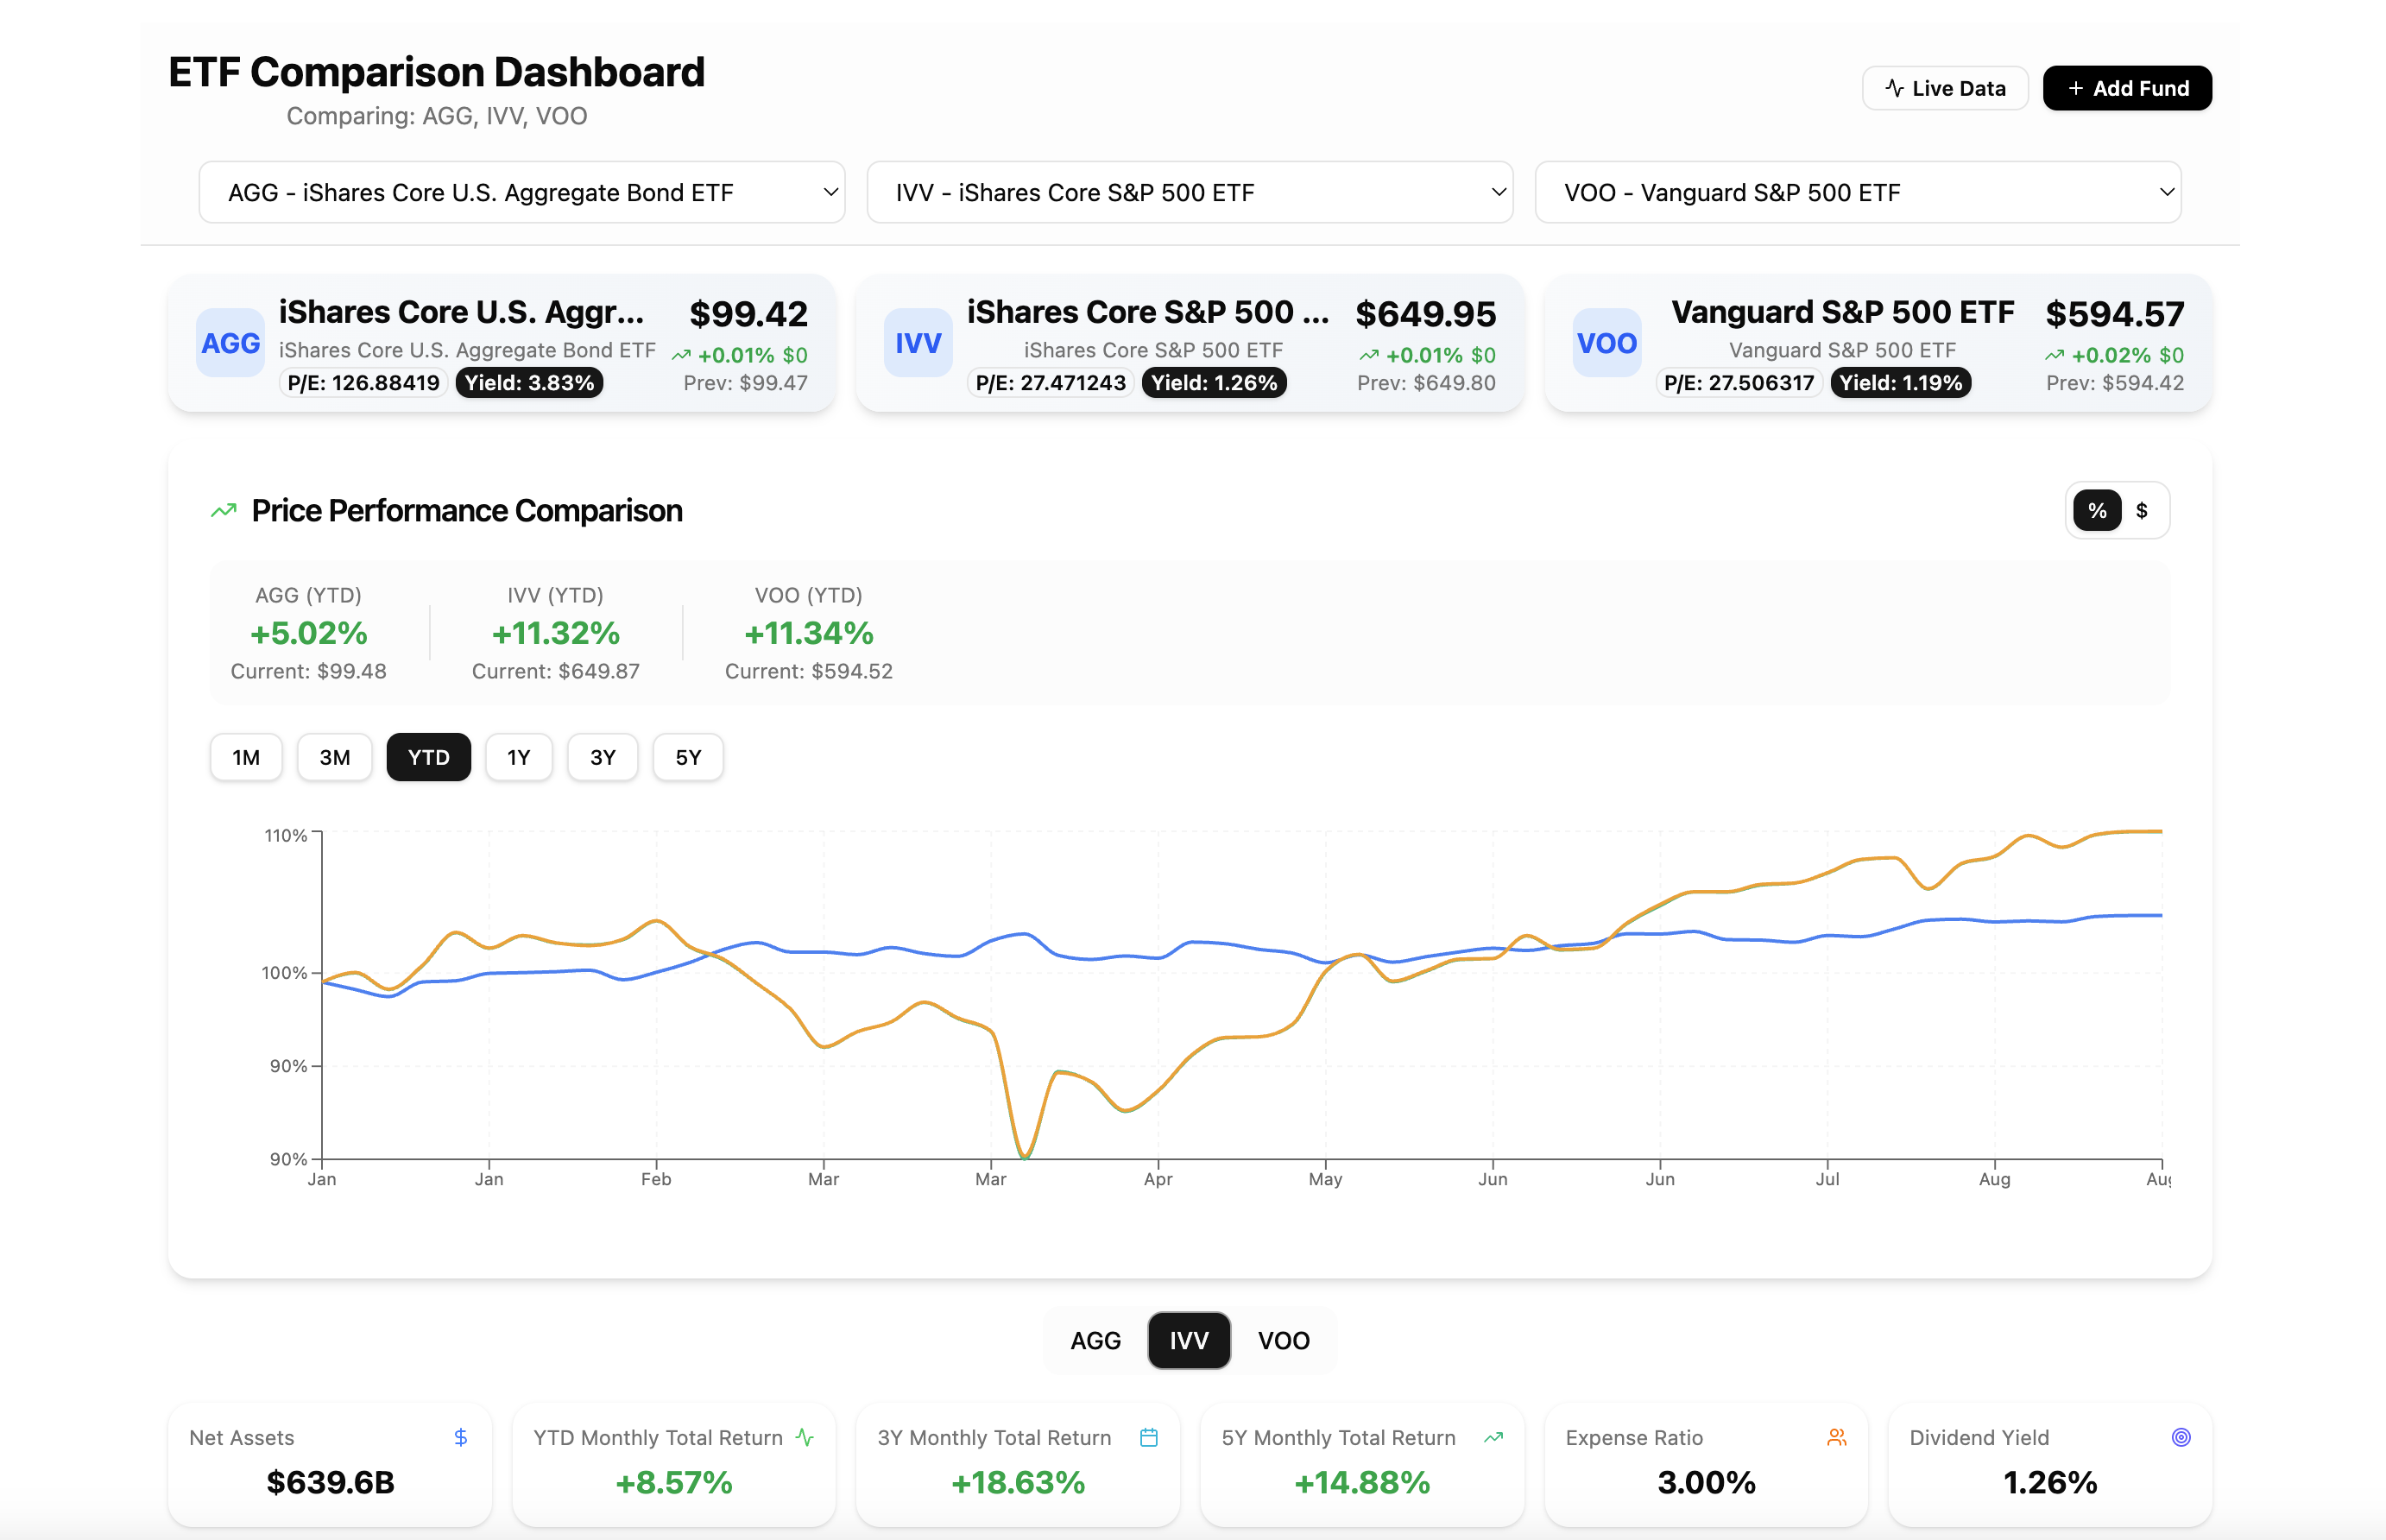 ETF Comparison Dashboard
Comparing: AGG, IVV, VOO
Live Data
+ Add Fund
AGG - iShares Core U.S. Aggregate Bond ETF
IVV - iShares Core S&P 500 ETF
VOO - Vanguard S&P 500 ETF
AGG
iShares Core U.S. Aggr...
iShares Core U.S. Aggregate Bond ETF
P/E: 126.88419
Yield: 3.83%
$99.42
+0.01% $0
Prev: $99.47
IVV
iShares Core S&P 500 ...
iShares Core S&P 500 ETF
P/E: 27.471243
Yield: 1.26%
$649.95
+0.01% $0
Prev: $649.80
VOO
Vanguard S&P 500 ETF
Vanguard S&P 500 ETF
P/E: 27.506317
Yield: 1.19%
$594.57
+0.02% $0
Prev: $594.42
Price Performance Comparison
% $
AGG (YTD)
+5.02%
Current: $99.48
IVV (YTD)
+11.32%
Current: $649.87
VOO (YTD)
+11.34%
Current: $594.52
1M 3M YTD 1Y 3Y 5Y
110%
100%
90%
90%
Jan Jan Feb Mar Mar Apr May Jun Jun Jul Aug Aug
AGG IVV VOO
Net Assets
$639.6B
YTD Monthly Total Return
+8.57%
3Y Monthly Total Return
+18.63%
5Y Monthly Total Return
+14.88%
Expense Ratio
3.00%
Dividend Yield
1.26%